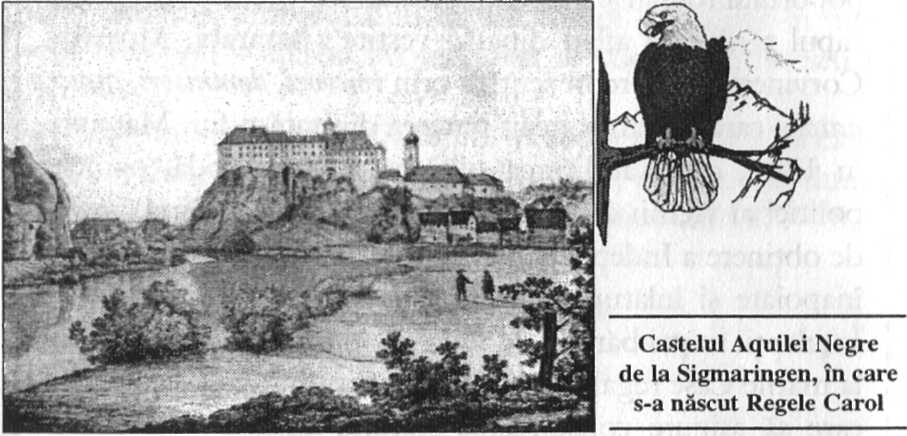 Castelul Aquilei Negre
de la Sigmaringen, în care
s-a născut Regele Carol